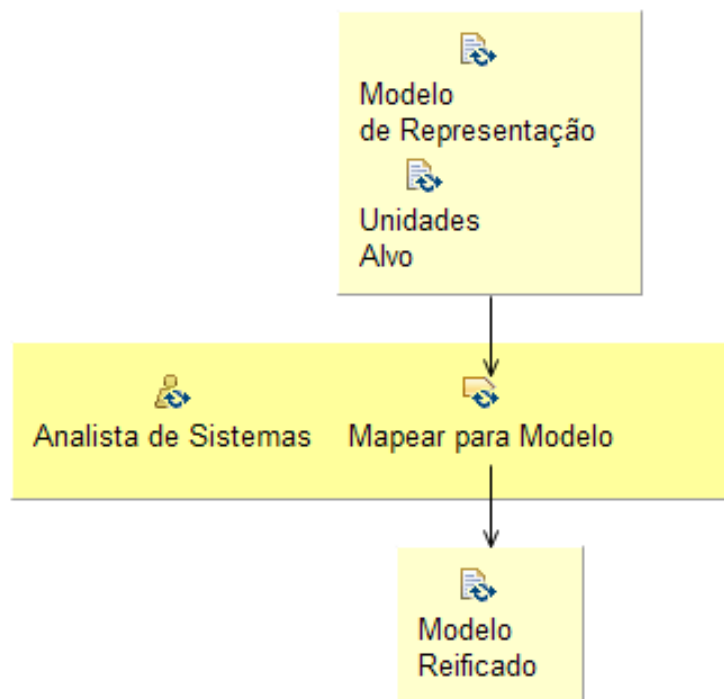 Modelo
de Representação
Unidades
Alvo
Analista de Sistemas
Mapear para Modelo
Modelo
Reificado